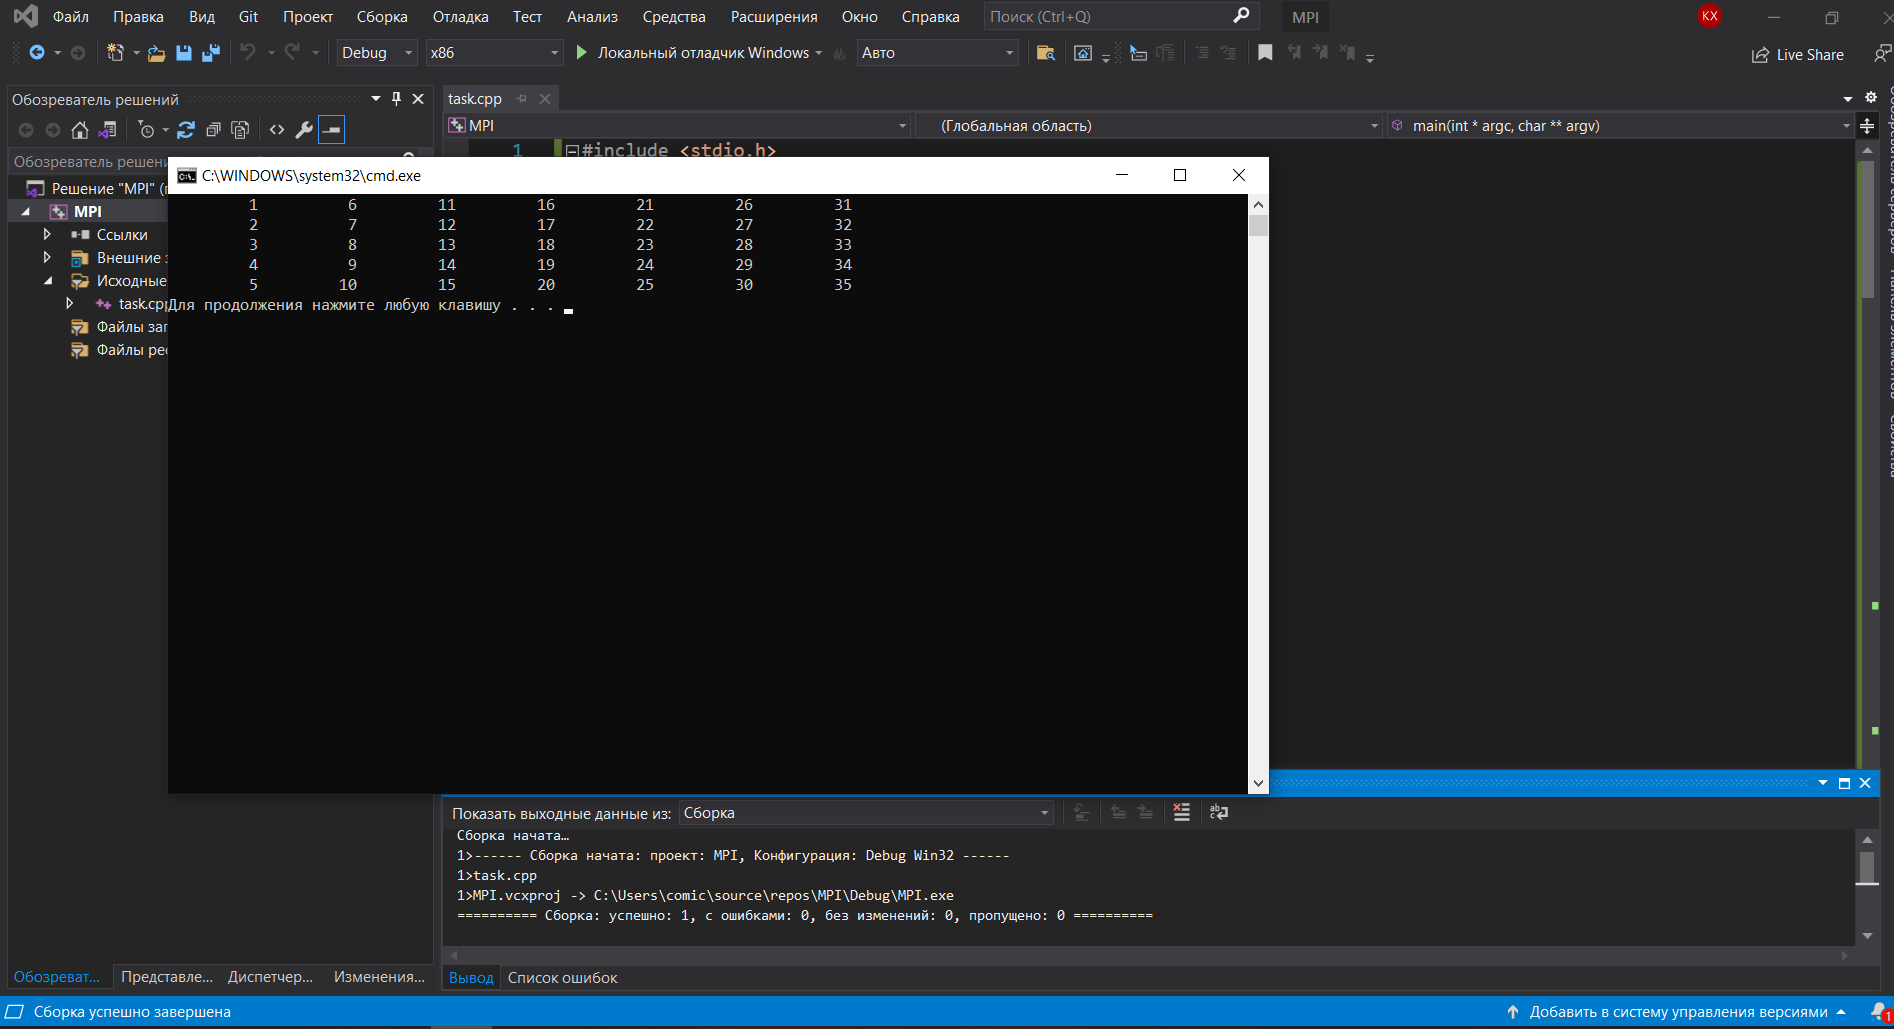 Файл Правка Вид Git Проект Сборка Отладка Тест Анализ Средства Расширения Окно Справка Поиск (Ctrl+Q) MPI KX
Debug x86 Локальный отладчик Windows Авто Live Share
Обозреватель решений
task.cpp
MPI (Глобальная область) main(int * argc, char ** argv)
1 #include <stdio.h>
Обозреватель решени
Решение "MPI" (
MPI
Ссылки
Внешние
Исходные
task.cpp
Файлы заг
Файлы рес
C:\WINDOWS\system32\cmd.exe
1 6 11 16 21 26 31
2 7 12 17 22 27 32
3 8 13 18 23 28 33
4 9 14 19 24 29 34
5 10 15 20 25 30 35
Для продолжения нажмите любую клавишу . . .
Показать выходные данные из: Сборка
Сборка начата…
1>------ Сборка начата: проект: MPI, Конфигурация: Debug Win32 ------
1>task.cpp
1>MPI.vcxproj -> C:\Users\comic\source\repos\MPI\Debug\MPI.exe
========== Сборка: успешно: 1, с ошибками: 0, без изменений: 0, пропущено: 0 ==========
Обозреват... Представле... Диспетчер... Изменения...
Вывод Список ошибок
Сборка успешно завершена
Добавить в систему управления версиями 1